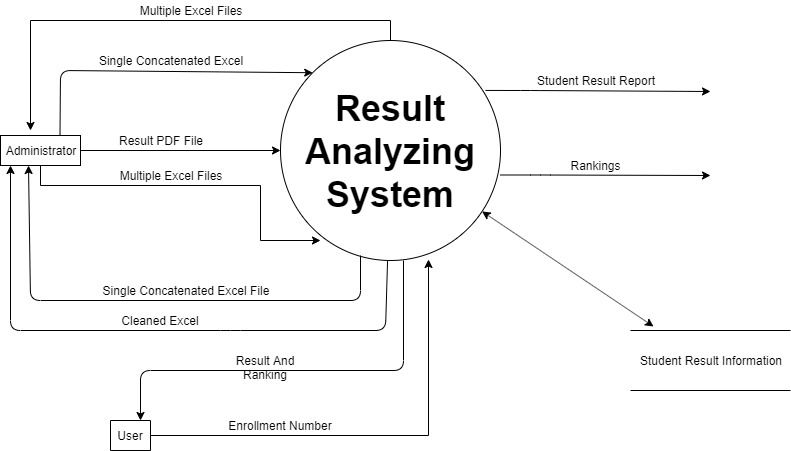 Multiple Excel Files
Single Concatenated Excel
Student Result Report
Result
Analyzing
System
Result PDF File
Administrator
Rankings
Multiple Excel Files
Single Concatenated Excel File
Cleaned Excel
Result And
Ranking
Student Result Information
Enrollment Number
User